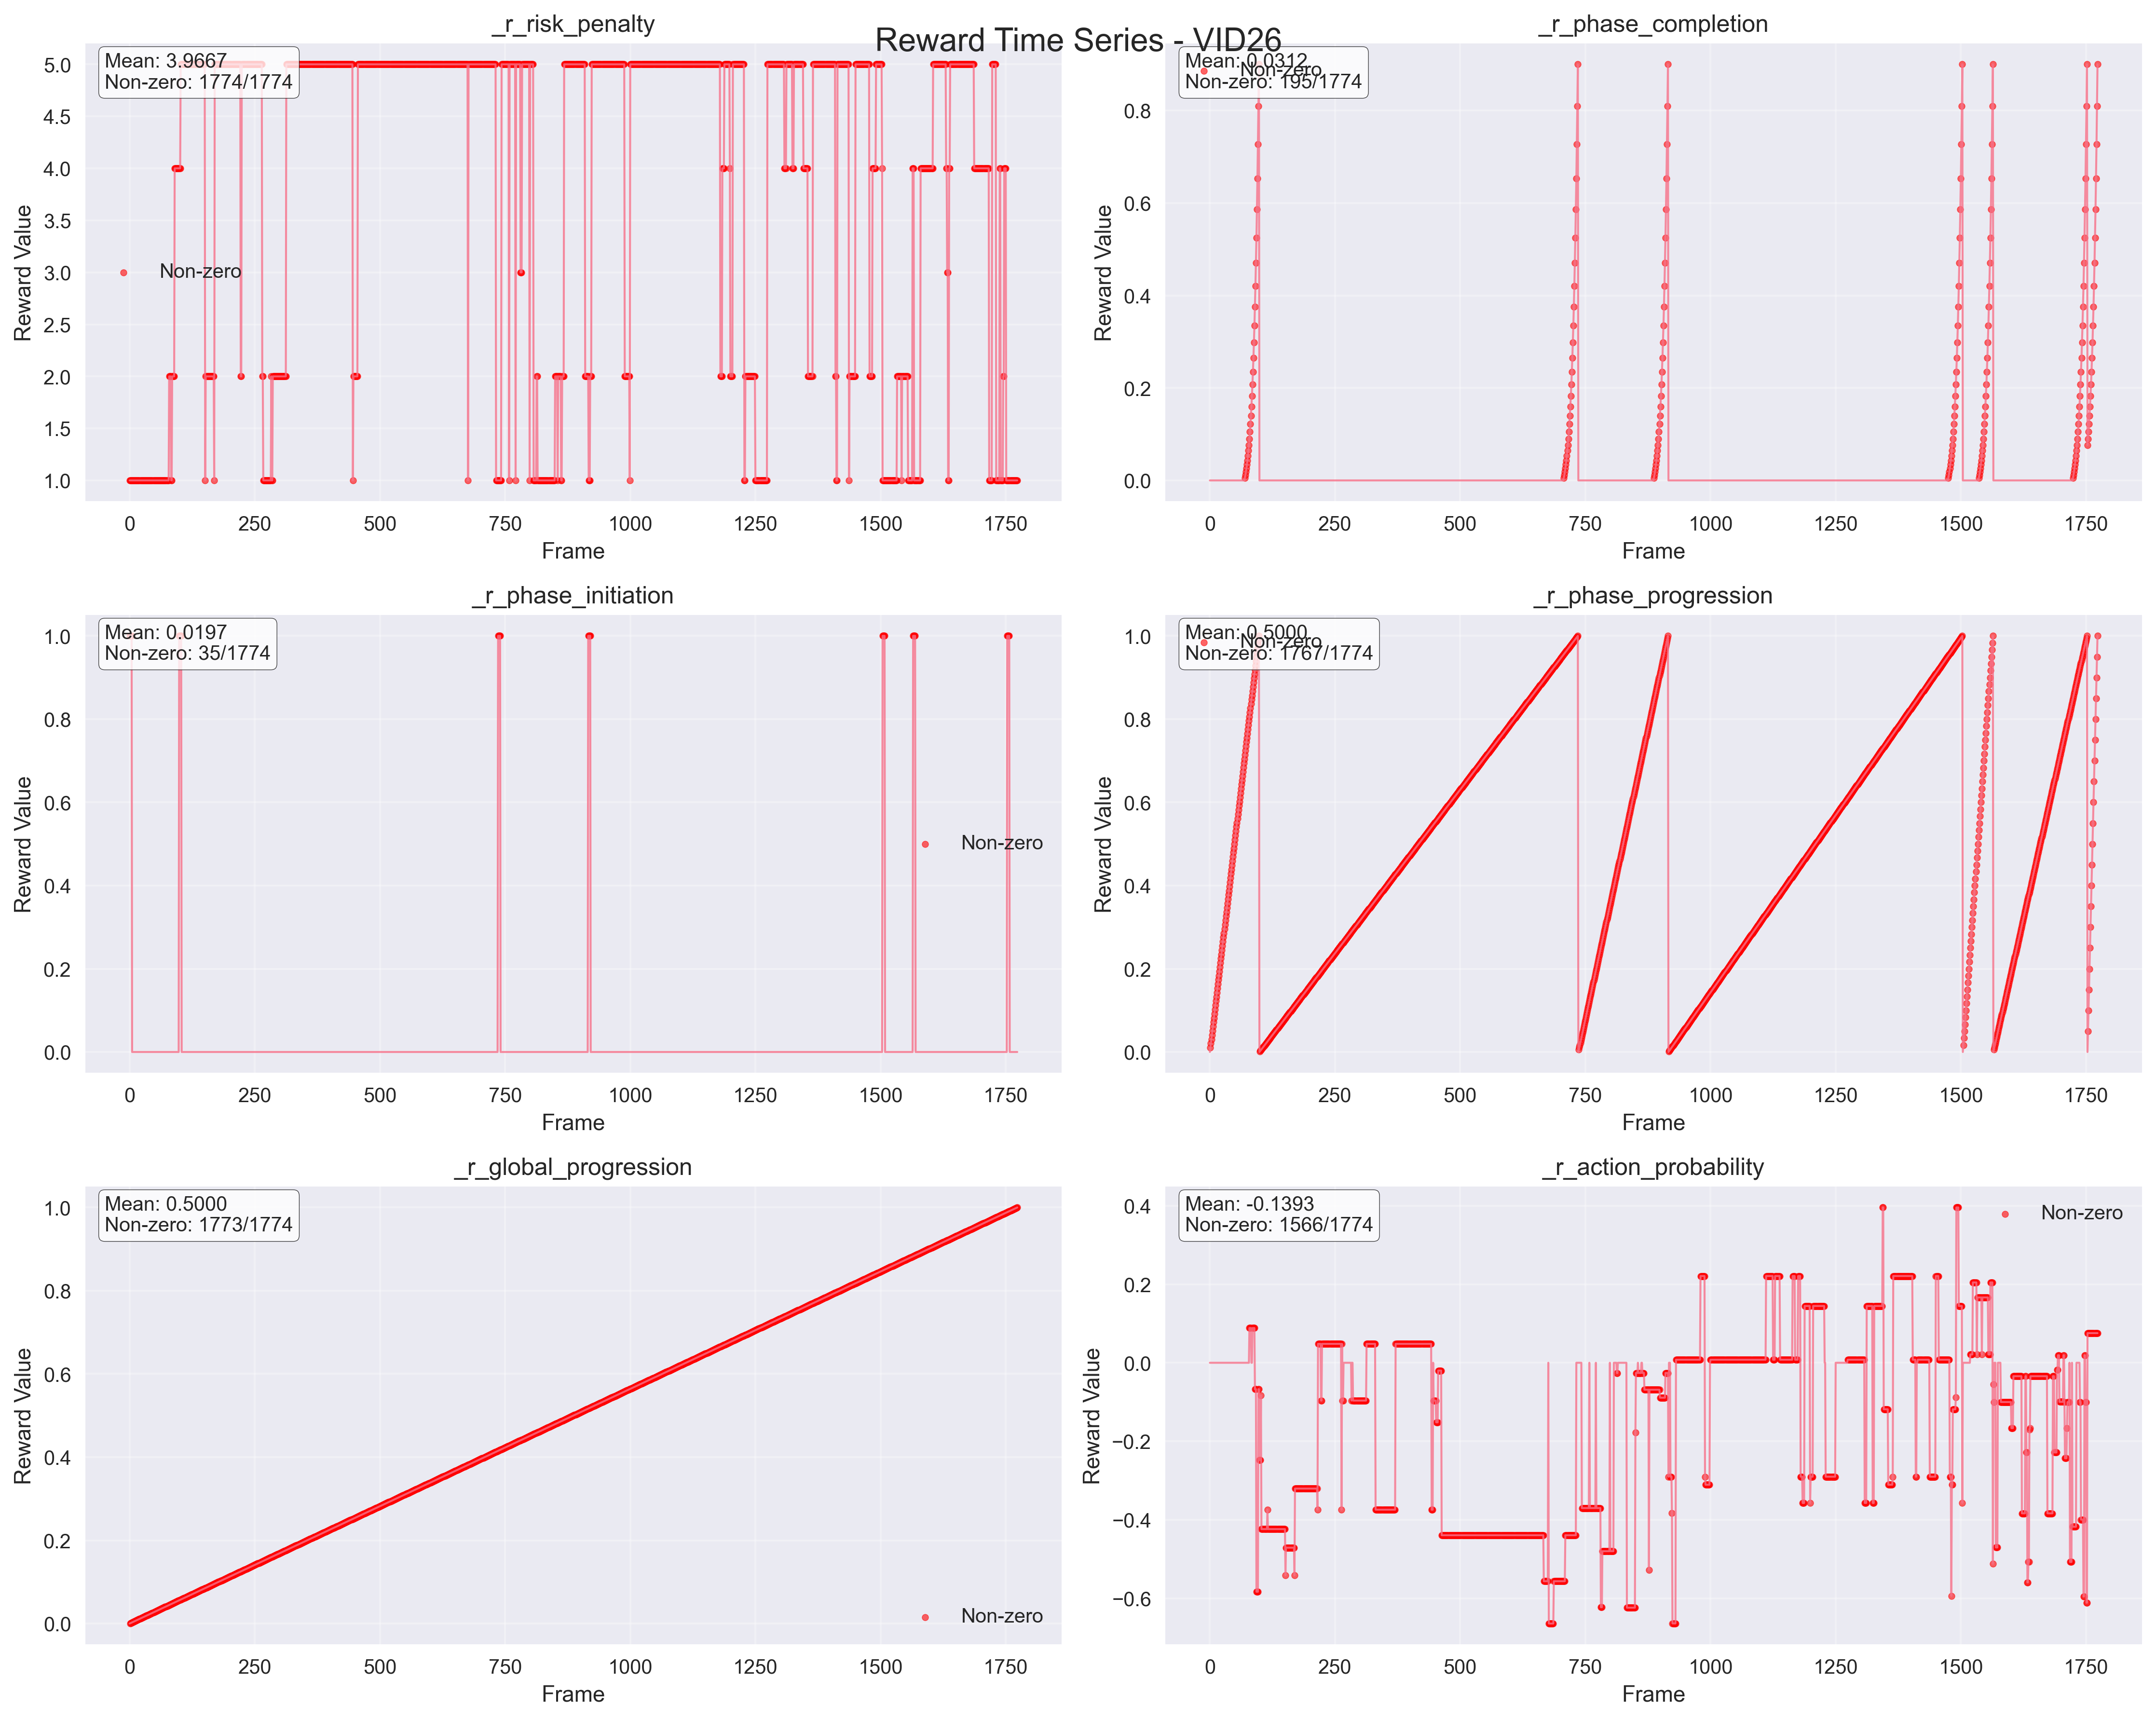 Reward Time Series - VID26
_r_risk_penalty
Mean: 3.9667
Non-zero: 1774/1774
Non-zero
Reward Value
5.0
4.5
4.0
3.5
3.0
2.5
2.0
1.5
1.0
0 250 500 750 1000 1250 1500 1750
Frame
_r_phase_completion
Mean: 0.0312
Non-zero: 195/1774
Non-zero
Reward Value
0.8
0.6
0.4
0.2
0.0
0 250 500 750 1000 1250 1500 1750
Frame
_r_phase_initiation
Mean: 0.0197
Non-zero: 35/1774
Non-zero
Reward Value
1.0
0.8
0.6
0.4
0.2
0.0
0 250 500 750 1000 1250 1500 1750
Frame
_r_phase_progression
Mean: 0.5000
Non-zero: 1767/1774
Non-zero
Reward Value
1.0
0.8
0.6
0.4
0.2
0.0
0 250 500 750 1000 1250 1500 1750
Frame
_r_global_progression
Mean: 0.5000
Non-zero: 1773/1774
Non-zero
Reward Value
1.0
0.8
0.6
0.4
0.2
0.0
0 250 500 750 1000 1250 1500 1750
Frame
_r_action_probability
Mean: -0.1393
Non-zero: 1566/1774
Non-zero
Reward Value
0.4
0.2
0.0
−0.2
−0.4
−0.6
0 250 500 750 1000 1250 1500 1750
Frame